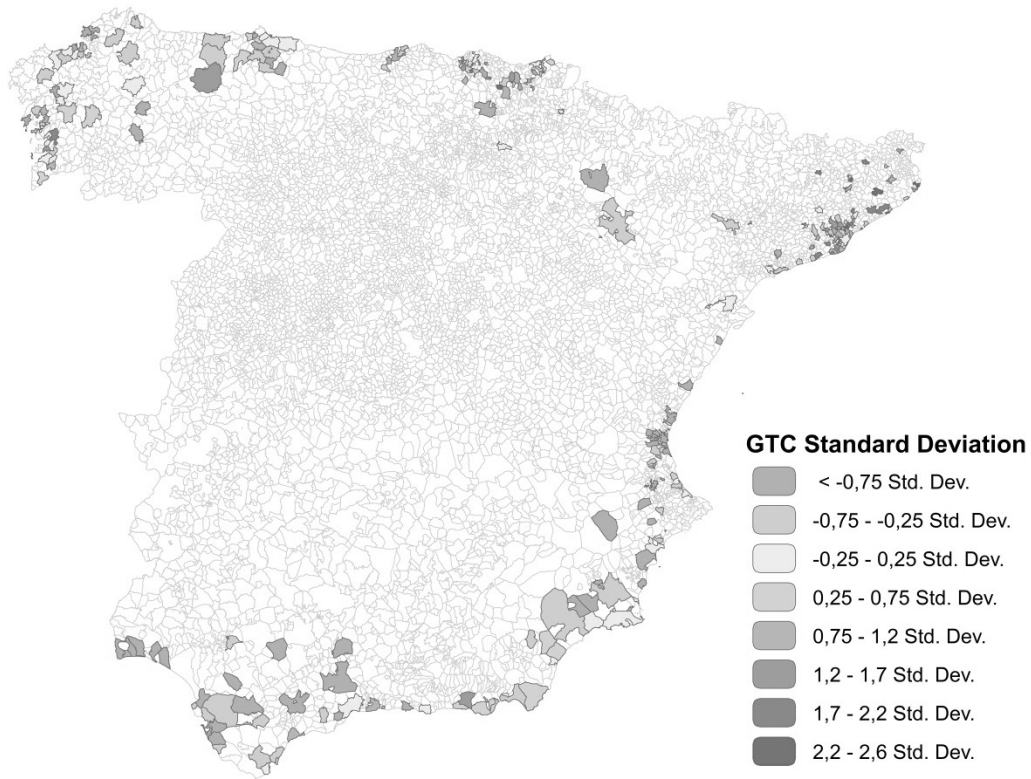 GTC Standard Deviation
< -0,75 Std. Dev.
-0,75 - -0,25 Std. Dev.
-0,25 - 0,25 Std. Dev.
0,25 - 0,75 Std. Dev.
0,75 - 1,2 Std. Dev.
1,2 - 1,7 Std. Dev.
1,7 - 2,2 Std. Dev.
2,2 - 2,6 Std. Dev.